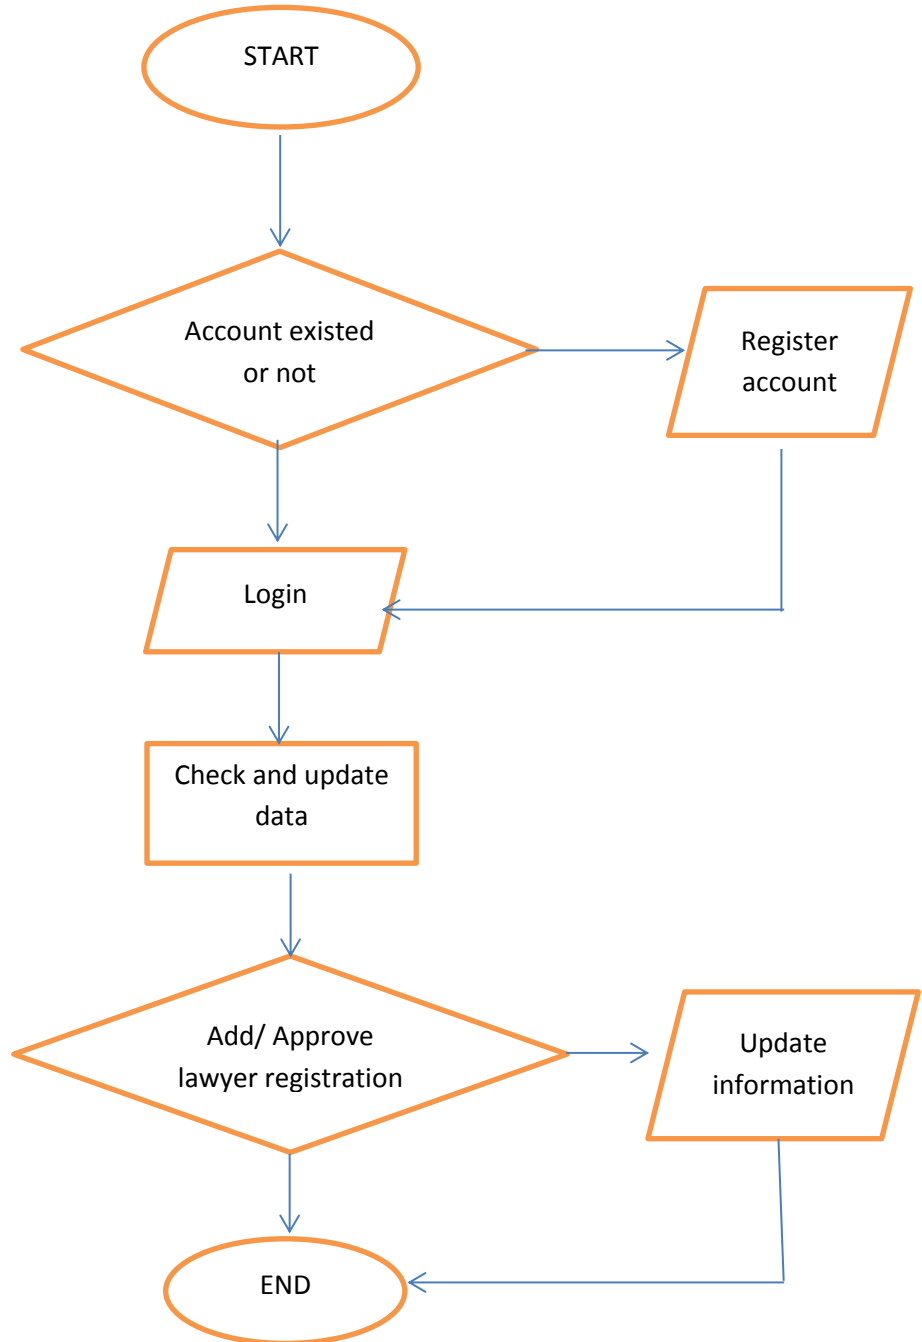 START
Account existed
or not
Register
account
Login
Check and update
data
Add/ Approve
lawyer registration
Update
information
END